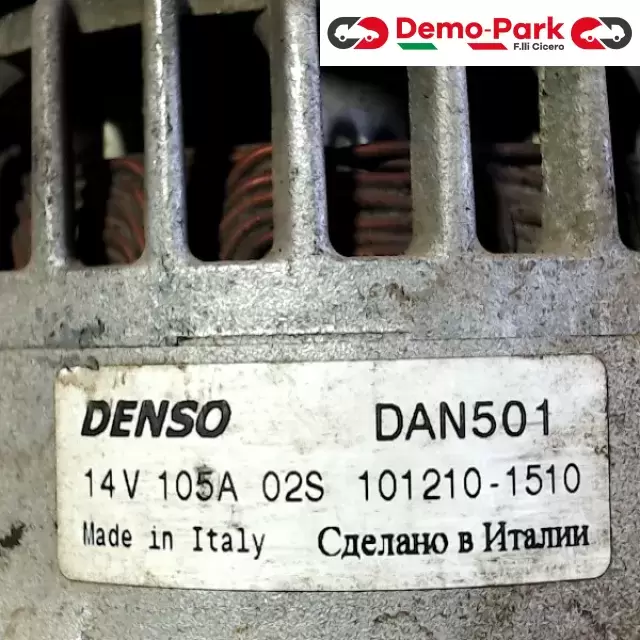 Demo-Park
F.lli Cicero
DENSO DAN501
14V 105A 02S 101210-1510
Made in Italy Сделано в Италии